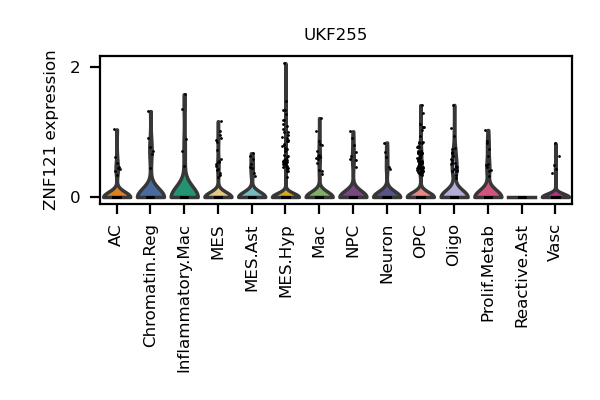 UKF255
ZNF121 expression
2
0
AC
Chromatin.Reg
Inflammatory.Mac
MES
MES.Ast
MES.Hyp
Mac
NPC
Neuron
OPC
Oligo
Prolif.Metab
Reactive.Ast
Vasc